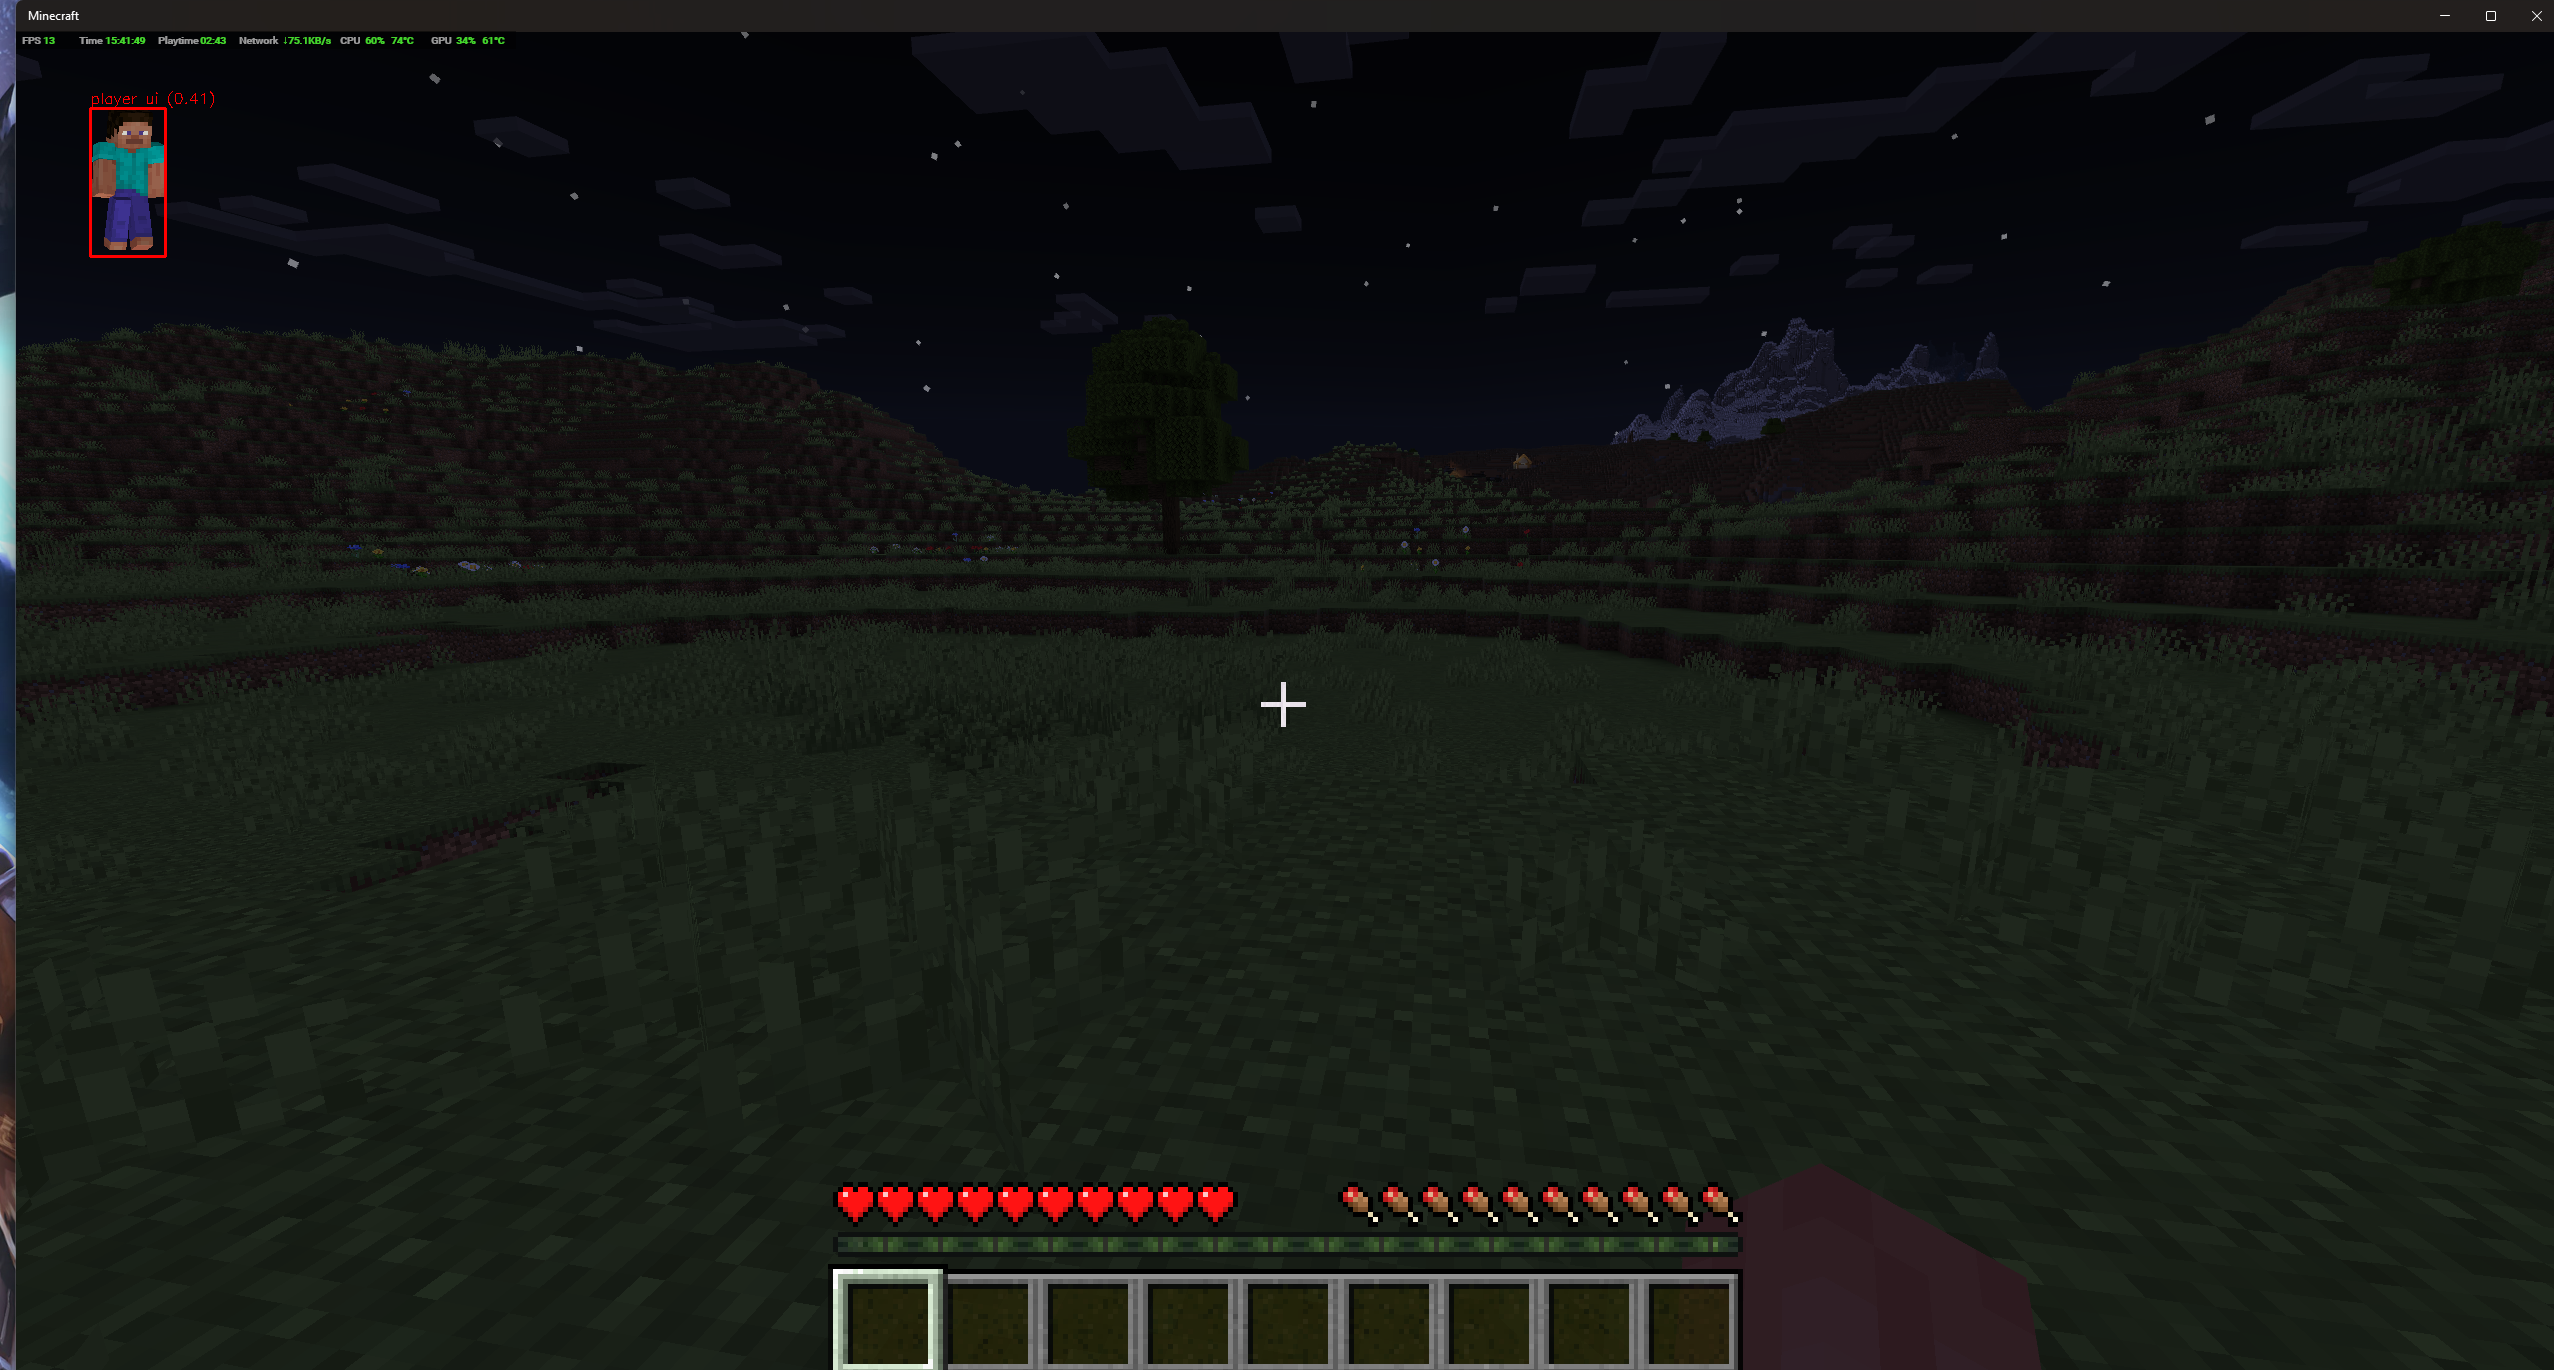 Minecraft
FPS 13 Time 15:41:49 Playtime 02:43 Network ↓75.1KB/s CPU 60% 74°C GPU 34% 61°C
player_ui (0.41)